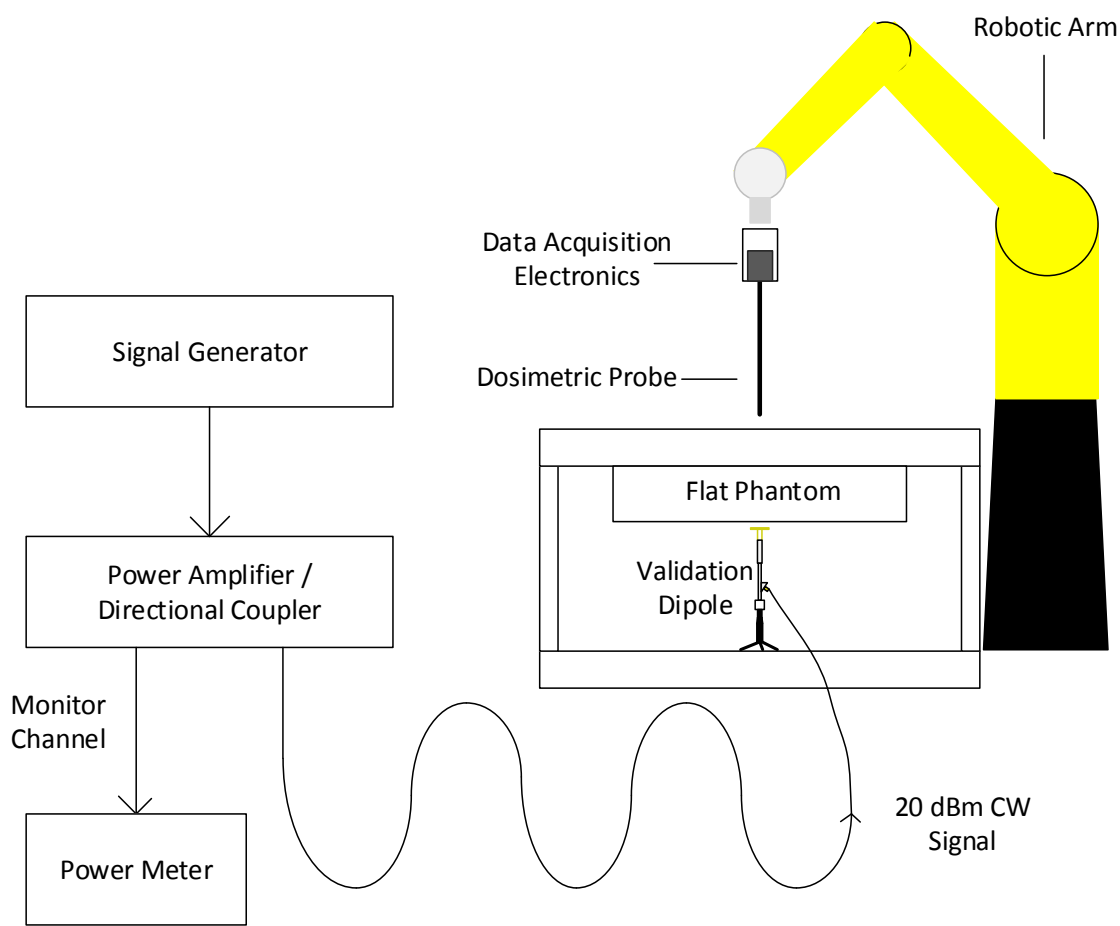 Robotic Arm
Data Acquisition
Electronics
Signal Generator
Dosimetric Probe
Flat Phantom
Power Amplifier /
Directional Coupler
Validation
Dipole
Monitor
Channel
20 dBm CW
Signal
Power Meter